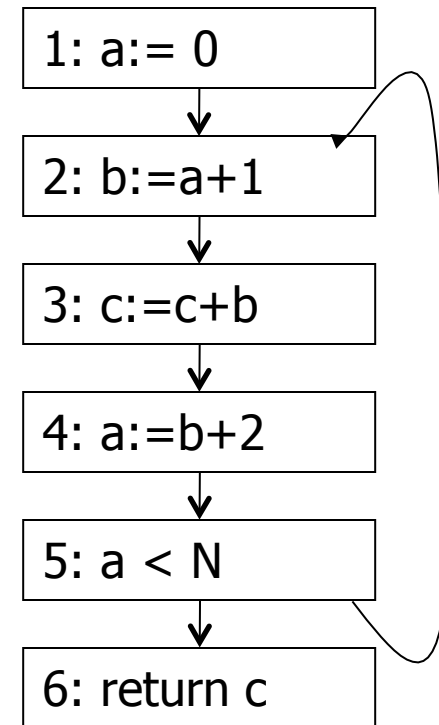 1: a:= 0
2: b:=a+1
3: c:=c+b
4: a:=b+2
5: a < N
6: return c